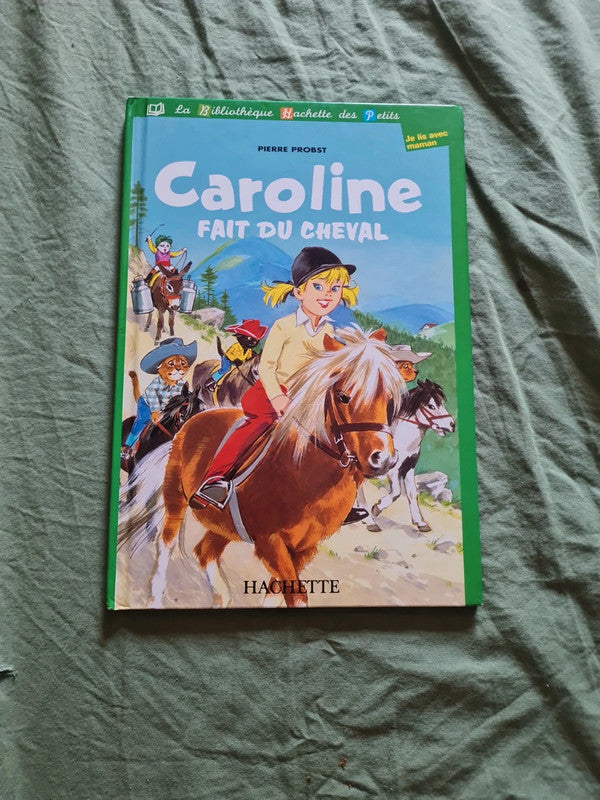 La Bibliothèque Hachette des Petits
Je lis avec
maman
PIERRE PROBST
Caroline
FAIT DU CHEVAL
HACHETTE